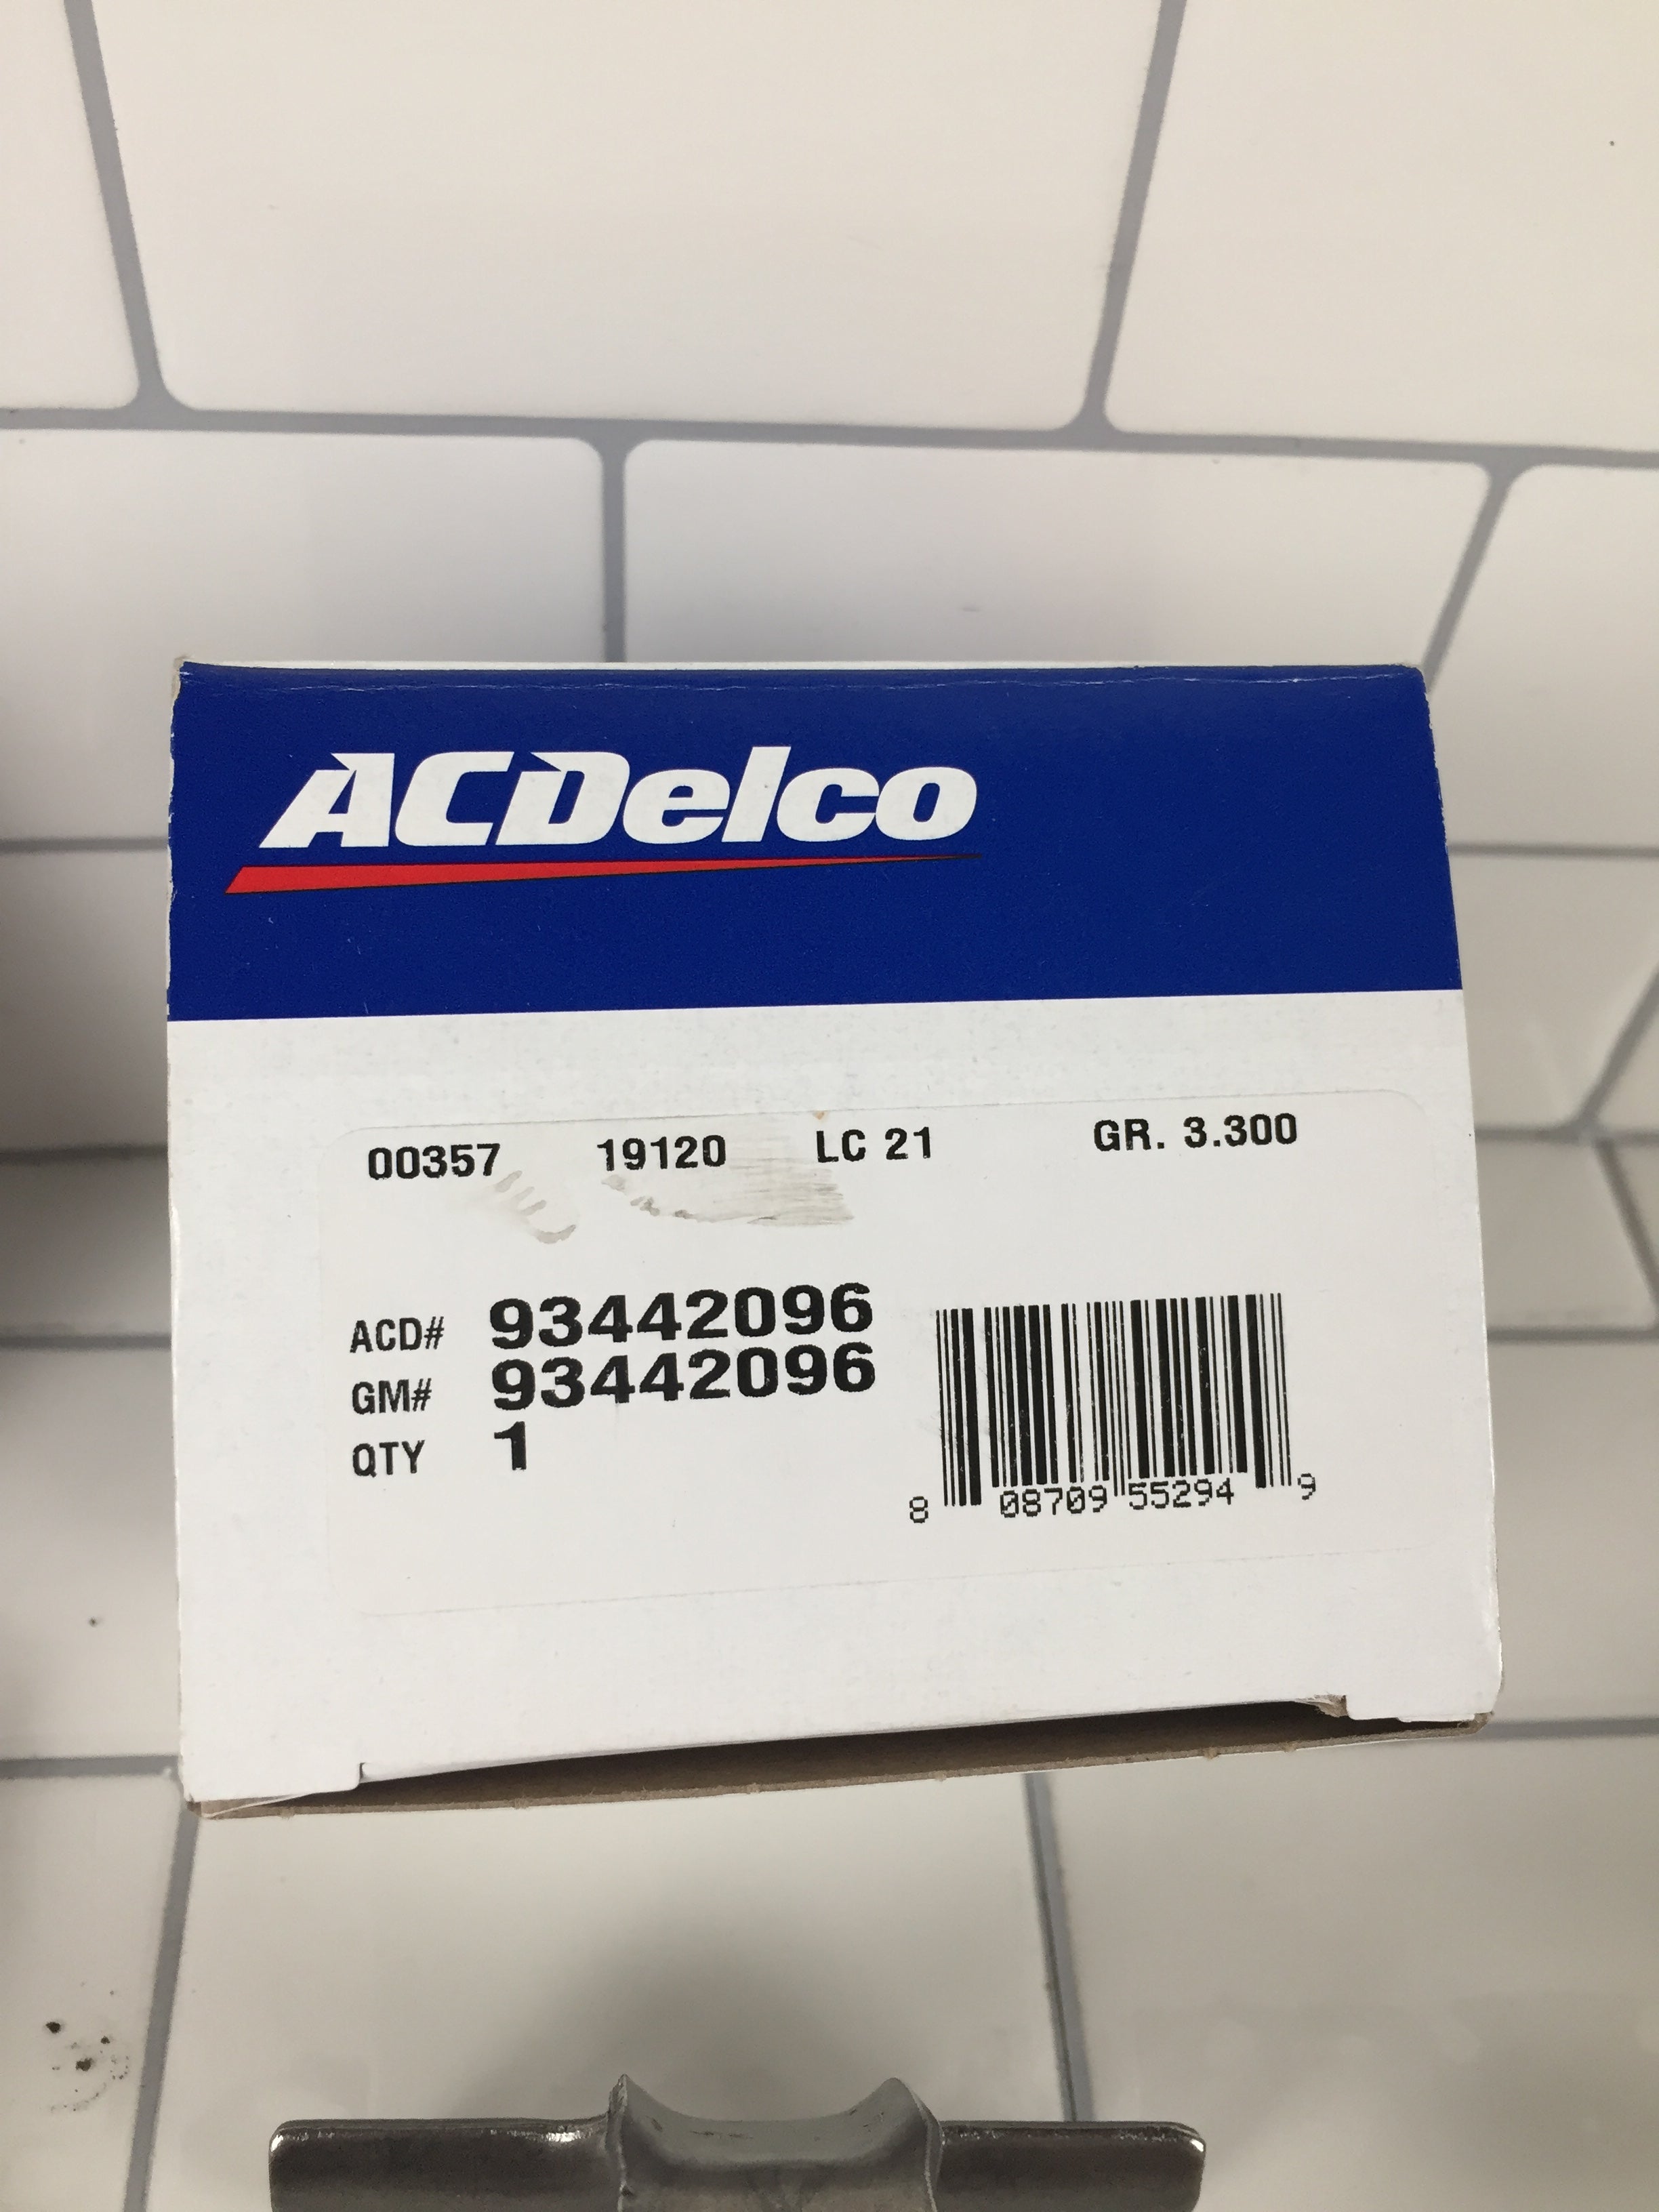 ACDelco
00357 19120 LC 21 GR. 3.300
ACD# 93442096
GM# 93442096
QTY 1
8 08709 55294 9